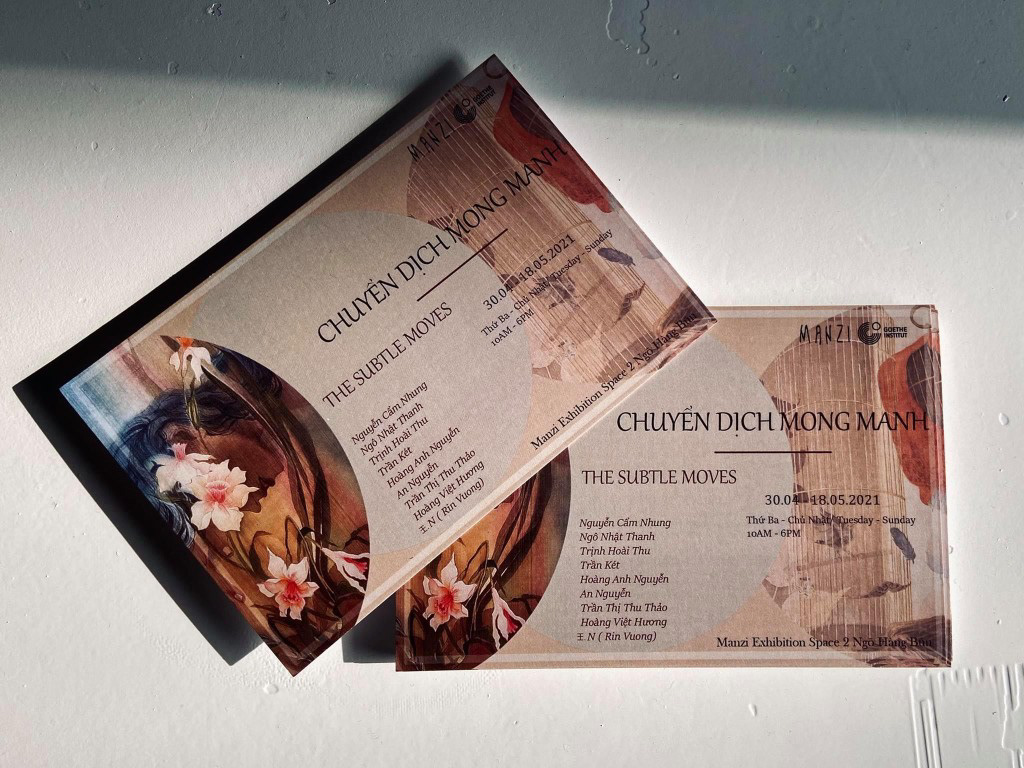 MANZI
GOETHE
INSTITUT
CHUYỂN DỊCH MONG MANH
THE SUBTLE MOVES
30.04 - 18.05.2021
Thứ Ba - Chủ Nhật/ Tuesday - Sunday
10AM - 6PM
Nguyễn Cẩm Nhung
Ngô Nhật Thanh
Trịnh Hoài Thu
Trần Két
Hoàng Anh Nguyễn
An Nguyễn
Trần Thị Thu Thảo
Hoàng Việt Hương
王 N ( Rin Vuong)
Manzi Exhibition Space 2 Ngõ Hàng Bún
MANZI
GOETHE
INSTITUT
CHUYỂN DỊCH MONG MANH
THE SUBTLE MOVES
30.04 - 18.05.2021
Thứ Ba - Chủ Nhật/ Tuesday - Sunday
10AM - 6PM
Nguyễn Cẩm Nhung
Ngô Nhật Thanh
Trịnh Hoài Thu
Trần Két
Hoàng Anh Nguyễn
An Nguyễn
Trần Thị Thu Thảo
Hoàng Việt Hương
王 N ( Rin Vuong)
Manzi Exhibition Space 2 Ngõ Hàng Bún